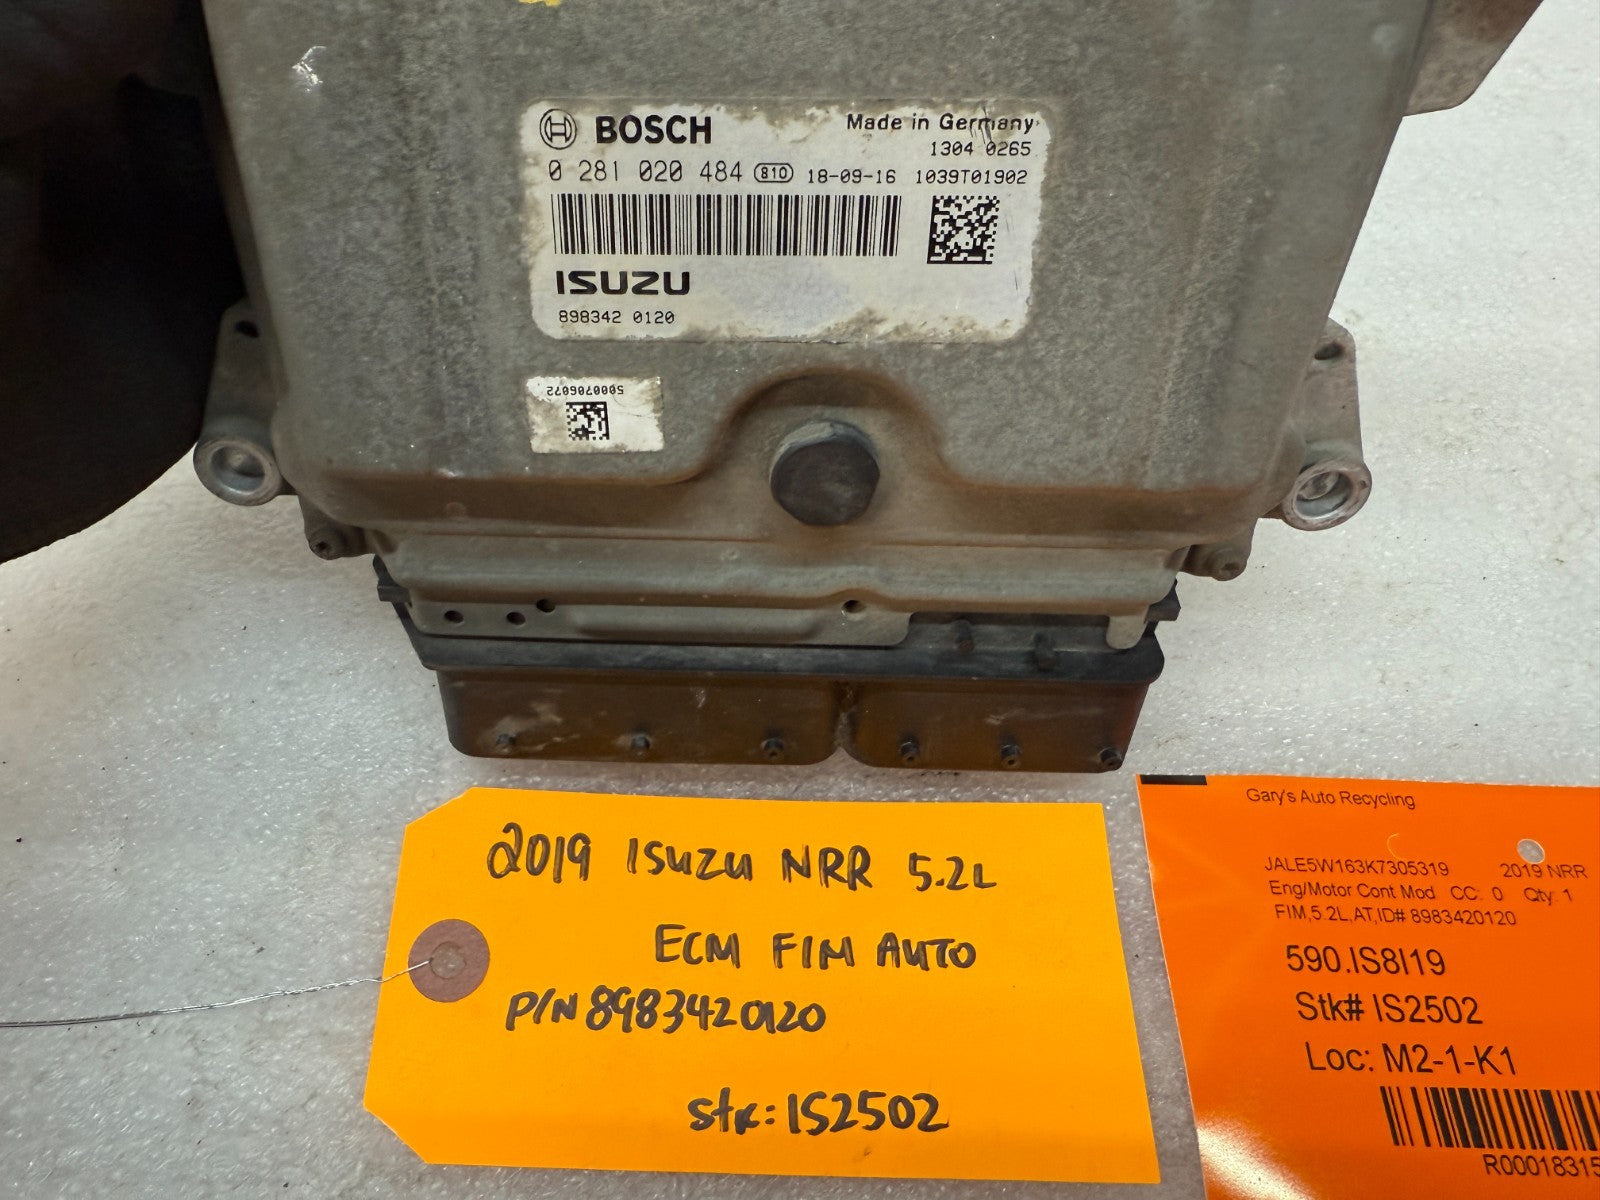 BOSCH
Made in Germany
1304 0265
0 281 020 484 810 18-09-16 1039T01902
ISUZU
898342 0120
5000706072
2019 ISUZU NRR 5.2L
ECM FIM AUTO
P/N 8983420120
stk: IS2502
Gary's Auto Recycling
JALE5W163K7305319 2019 NRR
Eng/Motor Cont Mod CC: 0 Qty 1
FIM,5.2L,AT,ID# 8983420120
590.IS8I19
Stk# IS2502
Loc: M2-1-K1
R00018315